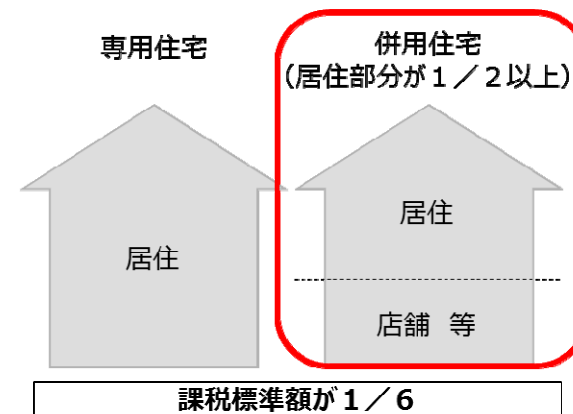 専用住宅
併用住宅
（居住部分が１／２以上）
居住
居住
店舗　等
課税標準額が１／６